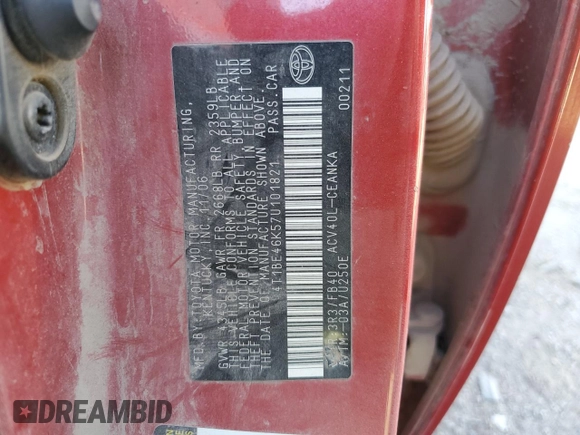 MFD. BY: TOYOTA MOTOR MANUFACTURING,
KENTUCKY, INC. 11/06
GVWR 4345LB GAWR FR 2668LB RR 2359LB
THIS VEHICLE CONFORMS TO ALL APPLICABLE
FEDERAL MOTOR VEHICLE SAFETY, BUMPER AND
THEFT PREVENTION STANDARDS IN EFFECT ON
THE DATE OF MANUFACTURE SHOWN ABOVE.
4T1BE46K57U101821 PASS. CAR
00211
3R3/FB40 ACV40L-CEANKA
-03A/U250E
DREAMBID